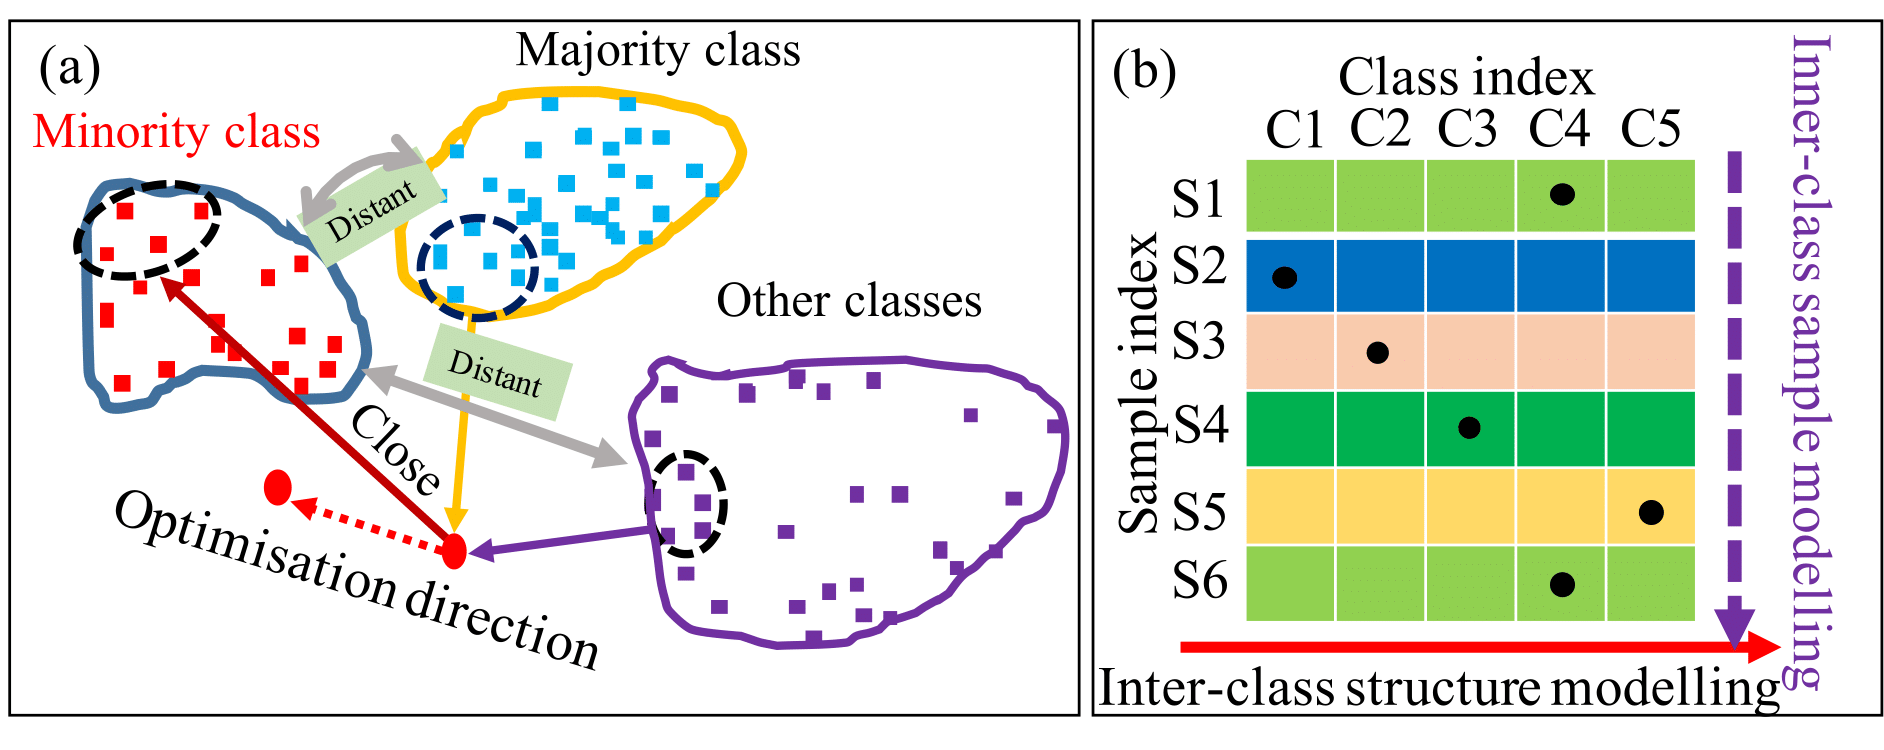 (a)
Majority class
Minority class
Distant
Other classes
Distant
Close
Optimisation direction
(b)
Class index
C1 C2 C3 C4 C5
Sample index
S1
S2
S3
S4
S5
S6
Inner-class sample modelling
Inter-class structure modelling